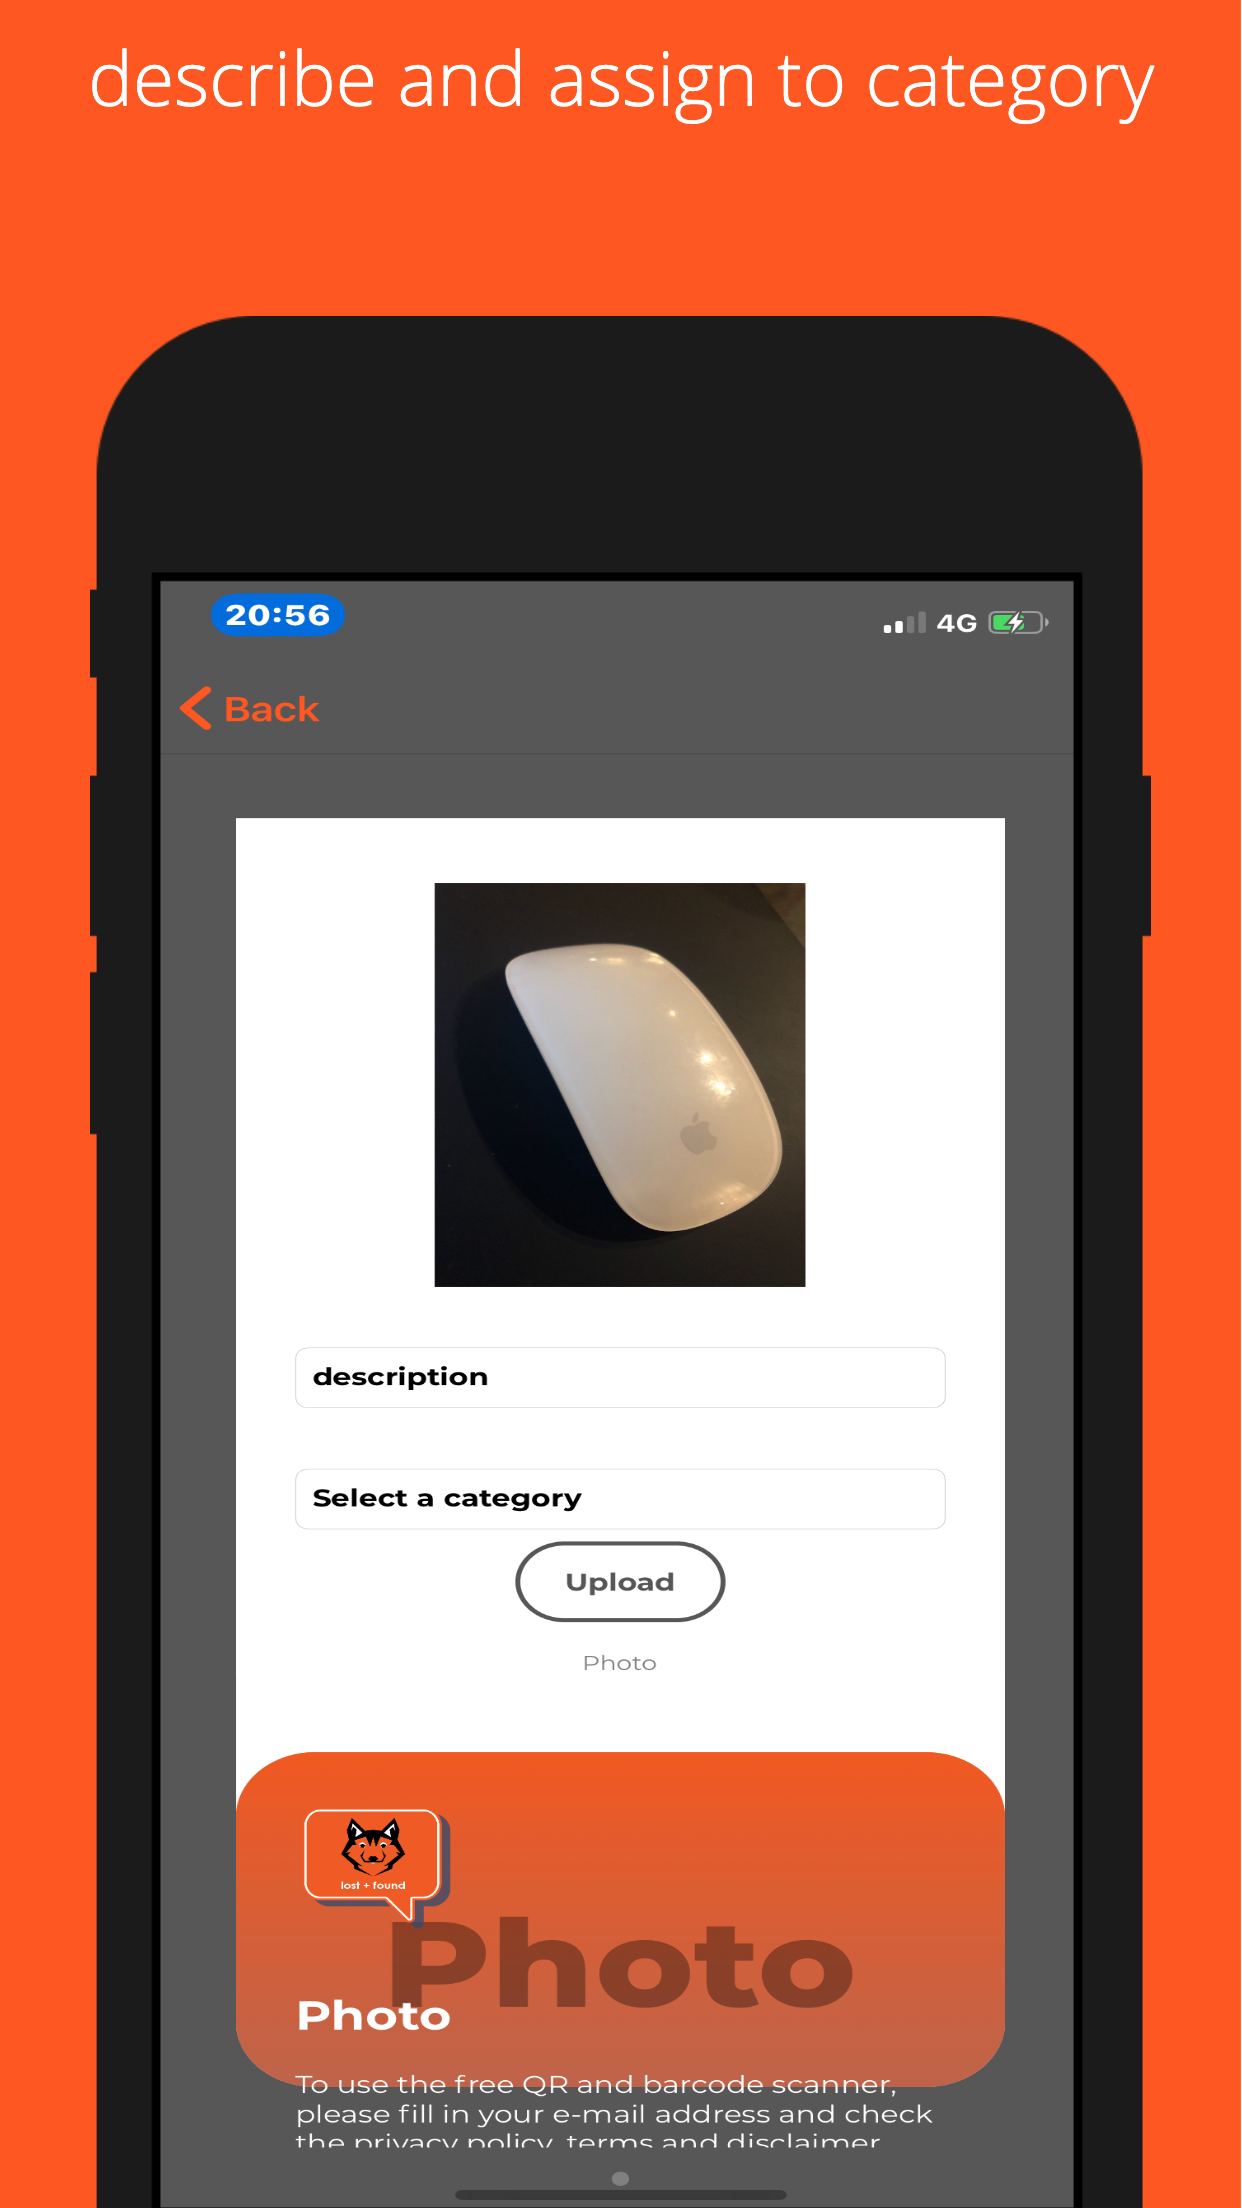 describe and assign to category
20:56
4G
Back
description
Select a category
Upload
Photo
lost + found
Photo
Photo
To use the free QR and barcode scanner,
please fill in your e-mail address and check
the privacy policy, terms and disclaimer